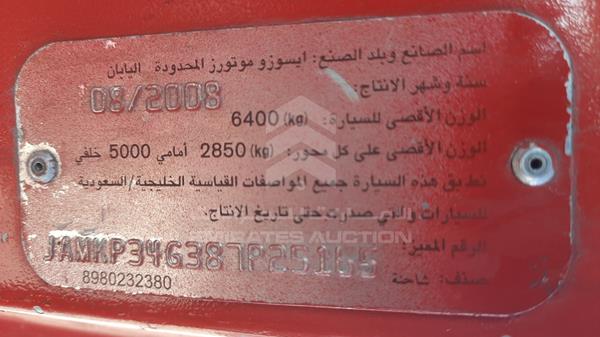 اسم الصانع وبلد الصنع: ايسوزو موتورز المحدودة اليابان
سنة وشهر الانتاج: 08/2008
الوزن الأقصى للسيارة: (kg) 6400
الوزن الأقصى على كل محور: (kg) 2850 أمامي 5000 خلفي
تطابق هذه السيارة جميع المواصفات القياسية الخليجية/السعودية
للسيارات والتي صدرت حتى تاريخ الانتاج.
EMIRATES AUCTION
الرقم المميز: JAMKP34G387P25165
صنف: شاحنة
8980232380